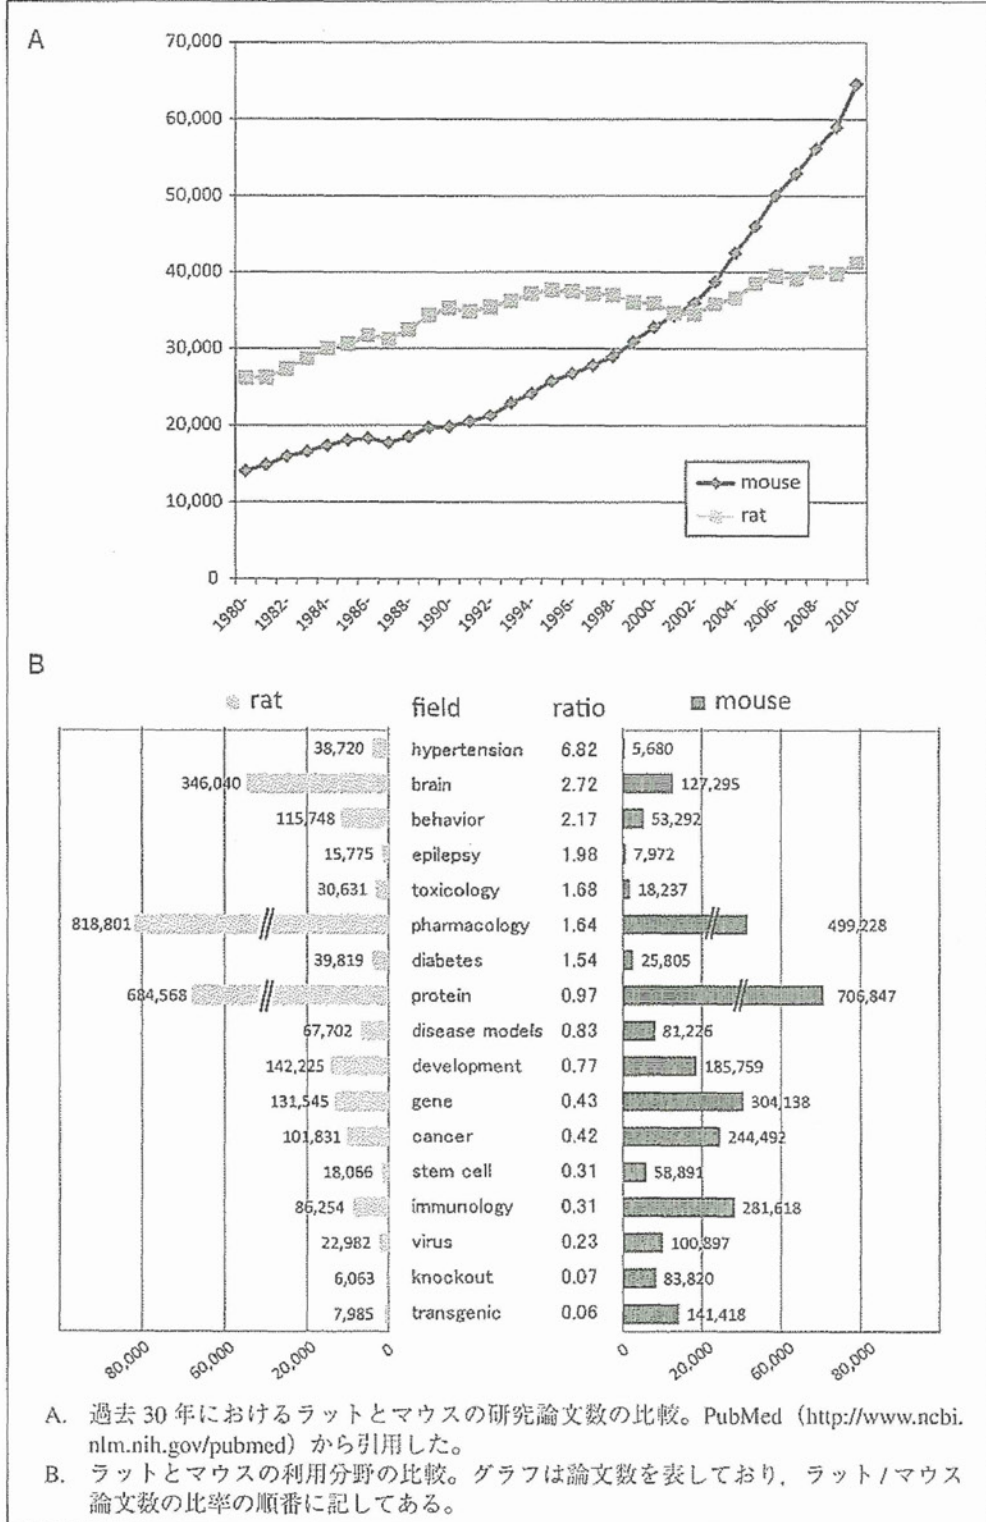 A
70,000
60,000
50,000
40,000
30,000
20,000
10,000
0
mouse
rat
1980- 1982- 1984- 1986- 1988- 1990- 1992- 1994- 1996- 1998- 2000- 2002- 2004- 2006- 2008- 2010-
B
rat field ratio mouse
38,720 hypertension 6.82 5,680
346,040 brain 2.72 127,295
115,748 behavior 2.17 53,292
15,775 epilepsy 1.98 7,972
30,631 toxicology 1.68 18,237
818,801 pharmacology 1.64 499,228
39,819 diabetes 1.54 25,805
684,568 protein 0.97 706,847
67,702 disease models 0.83 81,226
142,225 development 0.77 185,759
131,545 gene 0.43 304,138
101,831 cancer 0.42 244,492
18,066 stem cell 0.31 58,891
86,254 immunology 0.31 281,618
22,982 virus 0.23 100,897
6,063 knockout 0.07 83,820
7,985 transgenic 0.06 141,418
80,000 60,000 20,000 0 0 20,000 60,000 80,000
A. 過去 30 年におけるラットとマウスの研究論文数の比較。PubMed（http://www.ncbi.
nlm.nih.gov/pubmed）から引用した。
B. ラットとマウスの利用分野の比較。グラフは論文数を表しており，ラット / マウス
論文数の比率の順番に記してある。